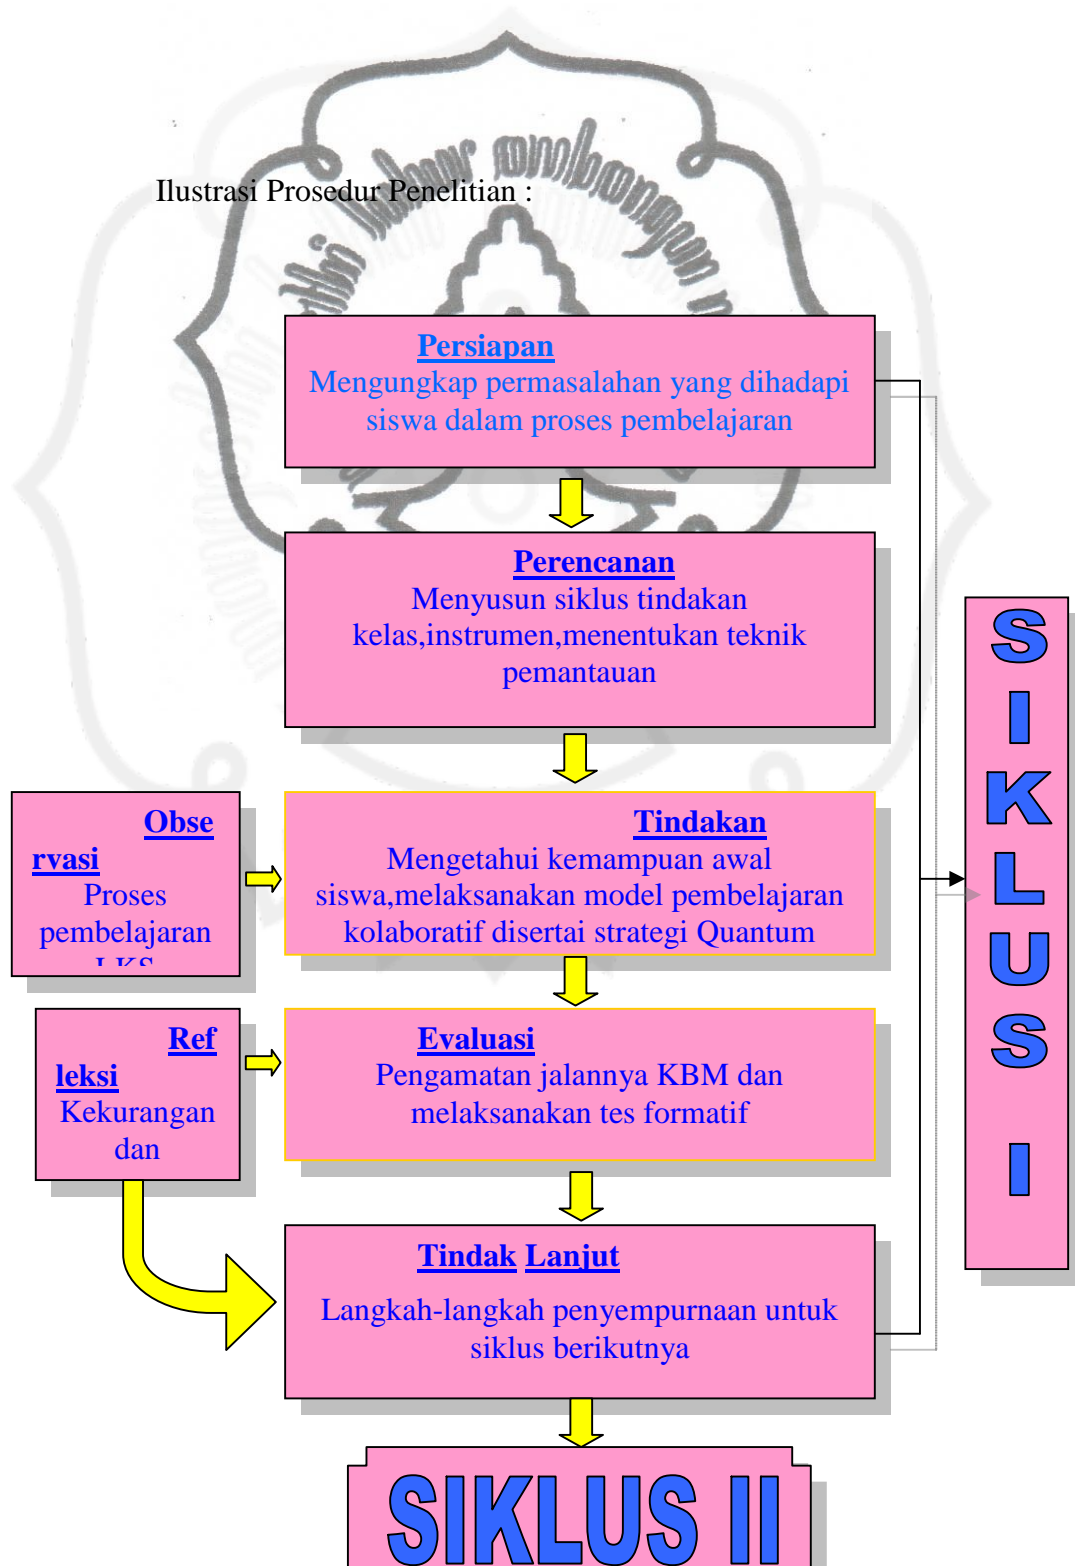 Ilustrasi Prosedur Penelitian :
Persiapan
Mengungkap permasalahan yang dihadapi
siswa dalam proses pembelajaran
Perencanan
Menyusun siklus tindakan
kelas,instrumen,menentukan teknik
pemantauan
Obse
rvasi
Proses
pembelajaran
LKS
Tindakan
Mengetahui kemampuan awal
siswa,melaksanakan model pembelajaran
kolaboratif disertai strategi Quantum
Ref
leksi
Kekurangan
dan
Evaluasi
Pengamatan jalannya KBM dan
melaksanakan tes formatif
Tindak Lanjut
Langkah-langkah penyempurnaan untuk
siklus berikutnya
SIKLUS I
SIKLUS II